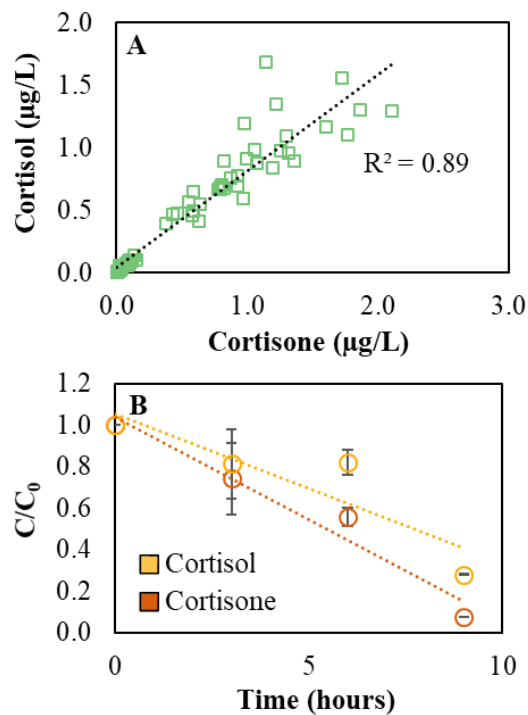 A
2.0
1.5
1.0
0.5
0.0
Cortisol (µg/L)
R² = 0.89
0.0 1.0 2.0 3.0
Cortisone (µg/L)
B
1.2
1.0
0.8
0.6
0.4
0.2
0.0
C/C₀
Cortisol
Cortisone
0 5 10
Time (hours)